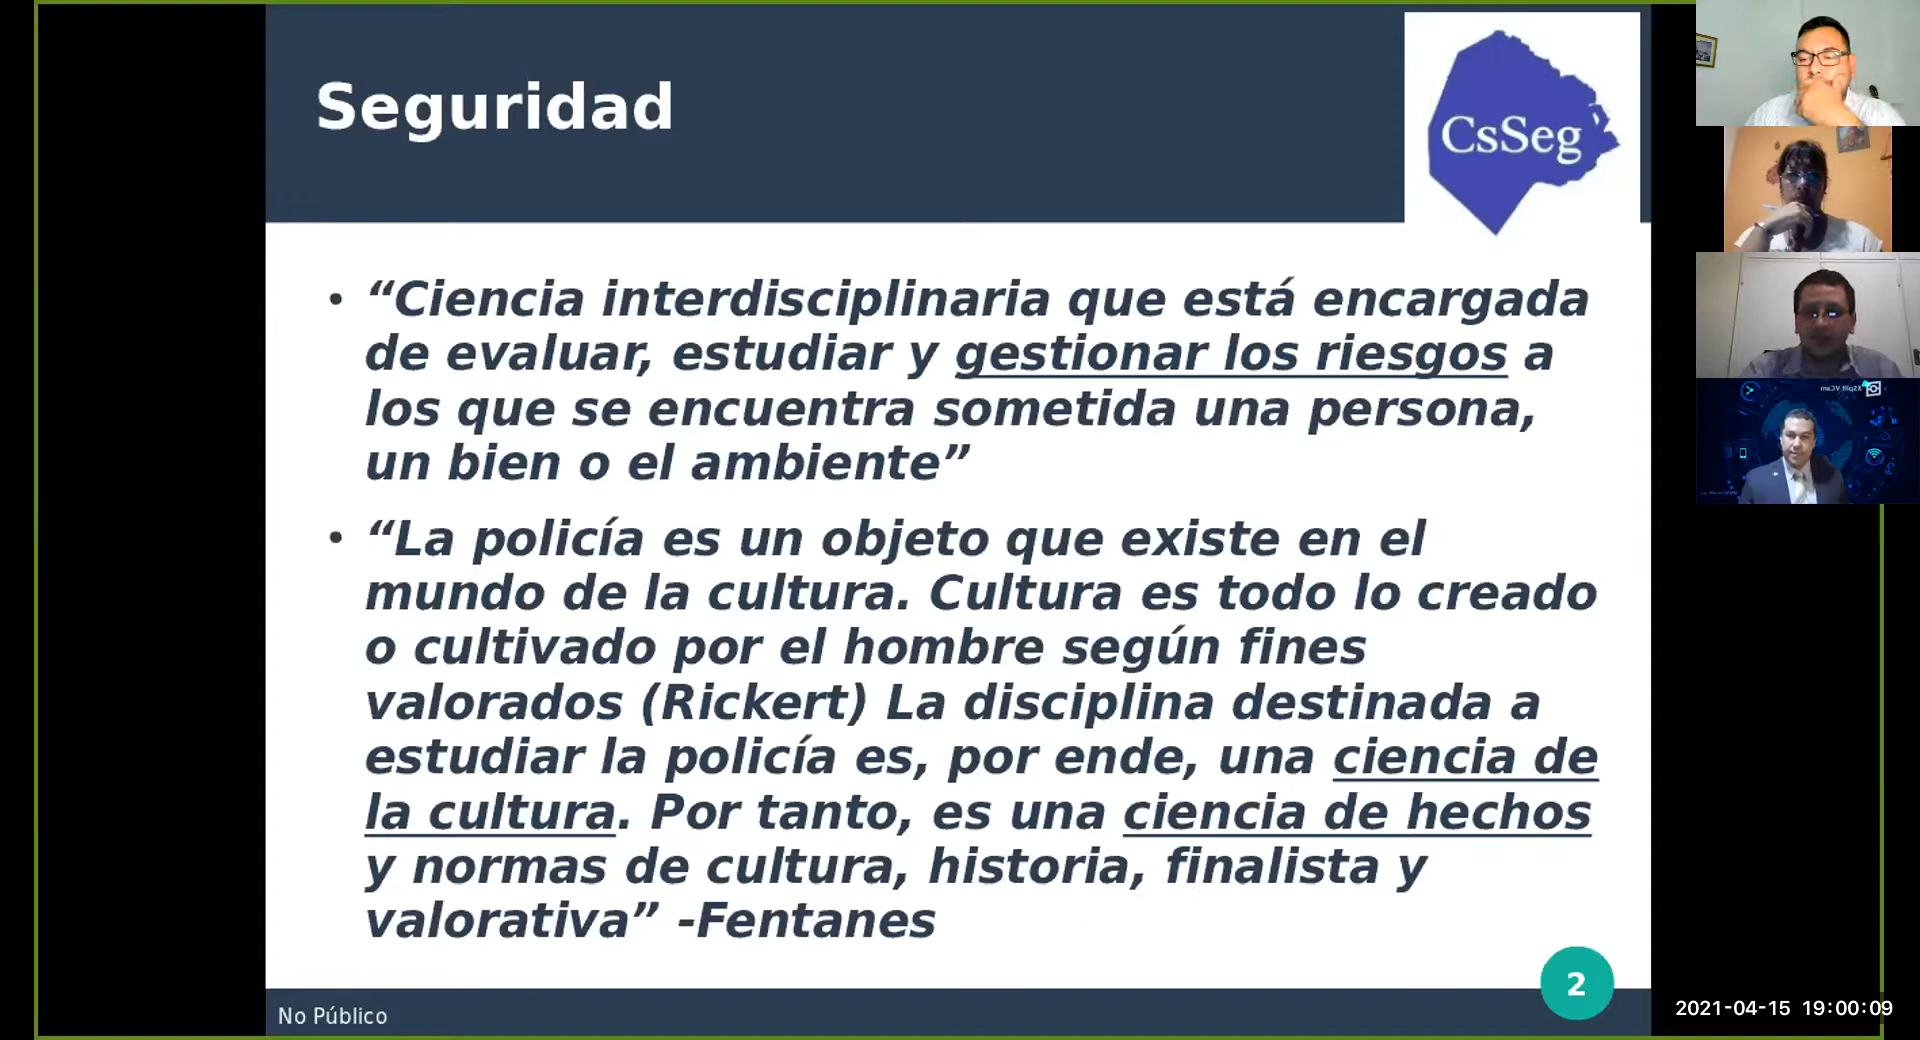 Seguridad
CsSeg
• “Ciencia interdisciplinaria que está encargada
de evaluar, estudiar y gestionar los riesgos a
los que se encuentra sometida una persona,
un bien o el ambiente”
• “La policía es un objeto que existe en el
mundo de la cultura. Cultura es todo lo creado
o cultivado por el hombre según fines
valorados (Rickert) La disciplina destinada a
estudiar la policía es, por ende, una ciencia de
la cultura. Por tanto, es una ciencia de hechos
y normas de cultura, historia, finalista y
valorativa” -Fentanes
2
No Público
XSplit VCam
2021-04-15 19:00:09